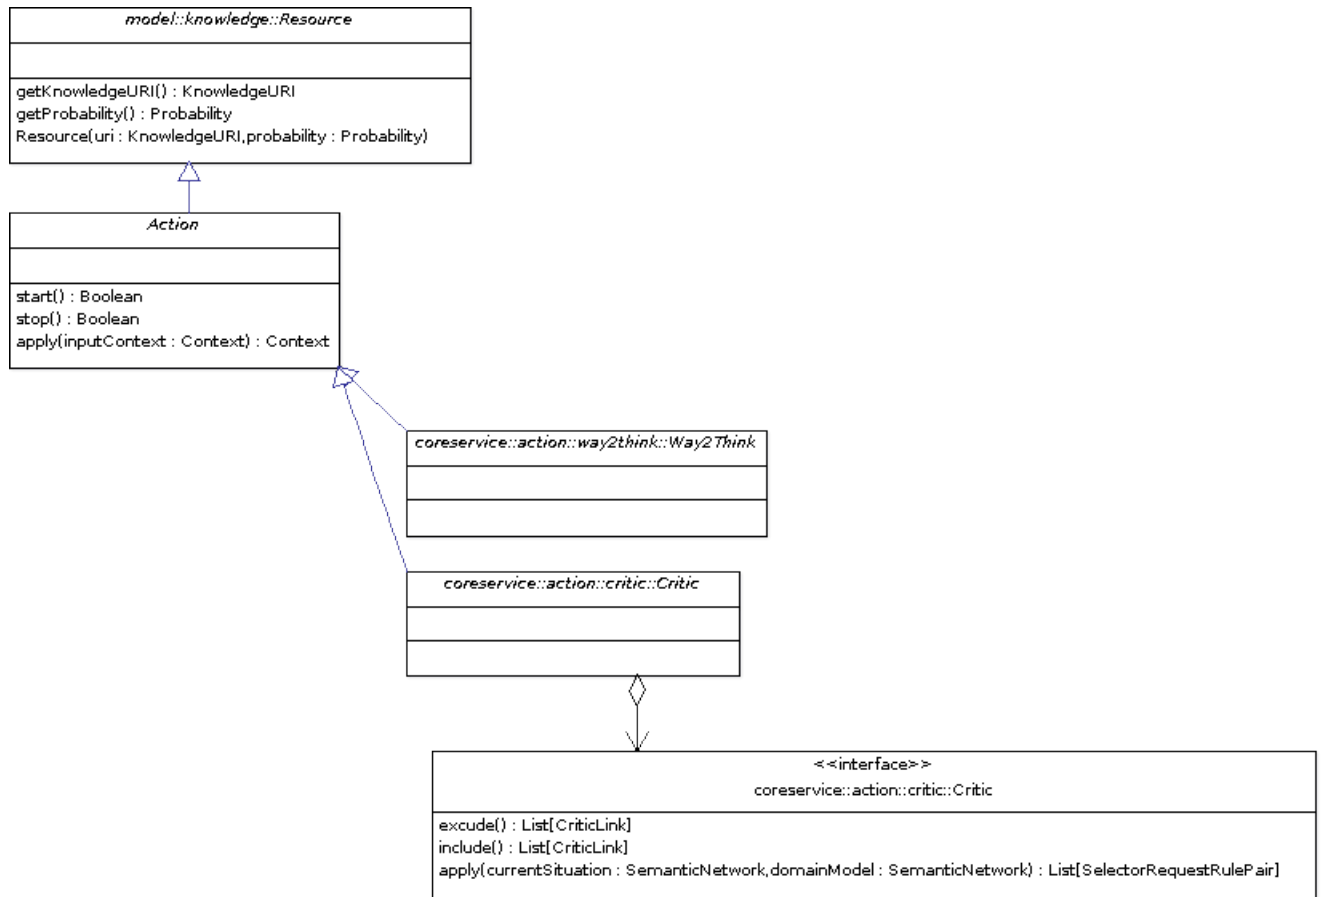 model::knowledge::Resource
getKnowledgeURI() : KnowledgeURI
getProbability() : Probability
Resource(uri : KnowledgeURI,probability : Probability)
Action
start() : Boolean
stop() : Boolean
apply(inputContext : Context) : Context
coreservice::action::way2think::Way2Think
coreservice::action::critic::Critic
<<interface>>
coreservice::action::critic::Critic
excude() : List[CriticLink]
include() : List[CriticLink]
apply(currentSituation : SemanticNetwork,domainModel : SemanticNetwork) : List[SelectorRequestRulePair]